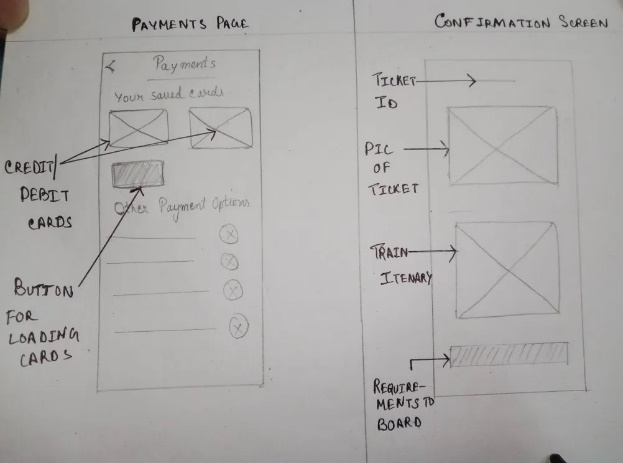 PAYMENTS PAGE
< Payments
Your saved cards
CREDIT/
DEBIT
CARDS
Other Payment Options
BUTTON
FOR
LOADING
CARDS
CONFIRMATION SCREEN
TICKET
ID
PIC
OF
TICKET
TRAIN
ITENARY
REQUIRE-
MENTS TO
BOARD